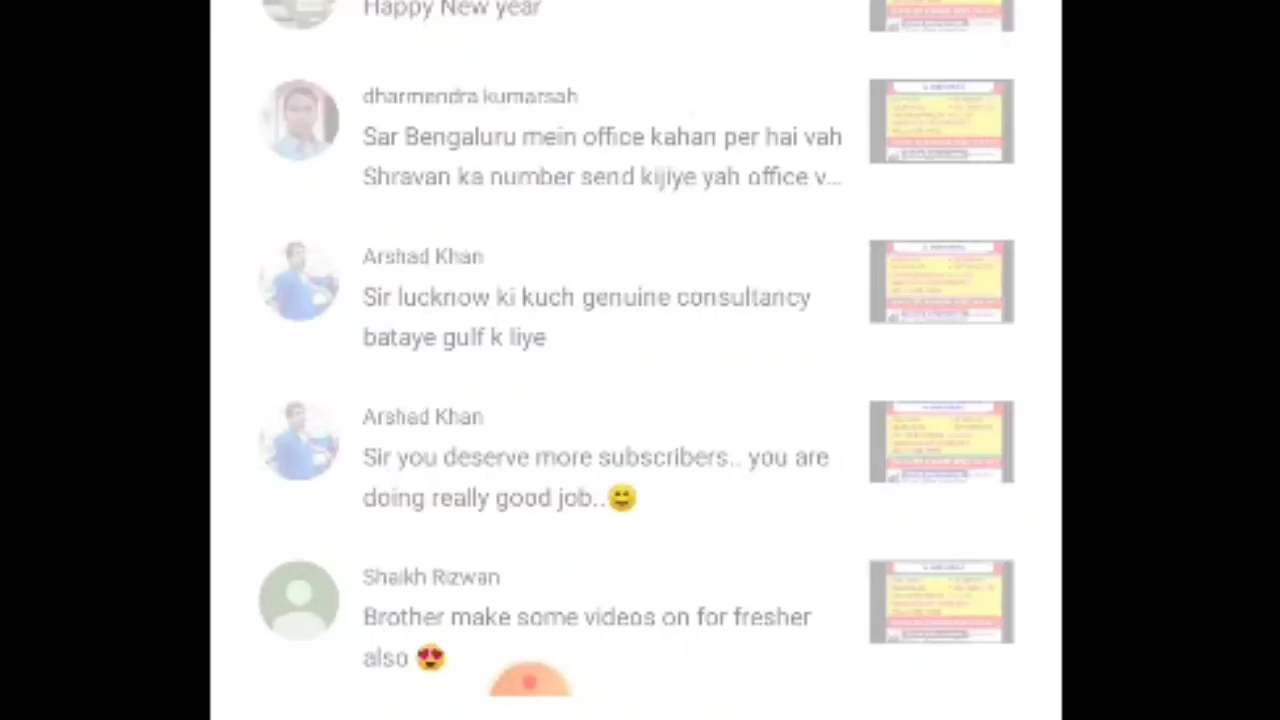 Happy New year
dharmendra kumarsah
Sar Bengaluru mein office kahan per hai vah
Shravan ka number send kijiye yah office v...
Arshad Khan
Sir lucknow ki kuch genuine consultancy
bataye gulf k liye
Arshad Khan
Sir you deserve more subscribers.. you are
doing really good job..😊
Shaikh Rizwan
Brother make some videos on for fresher
also 😍